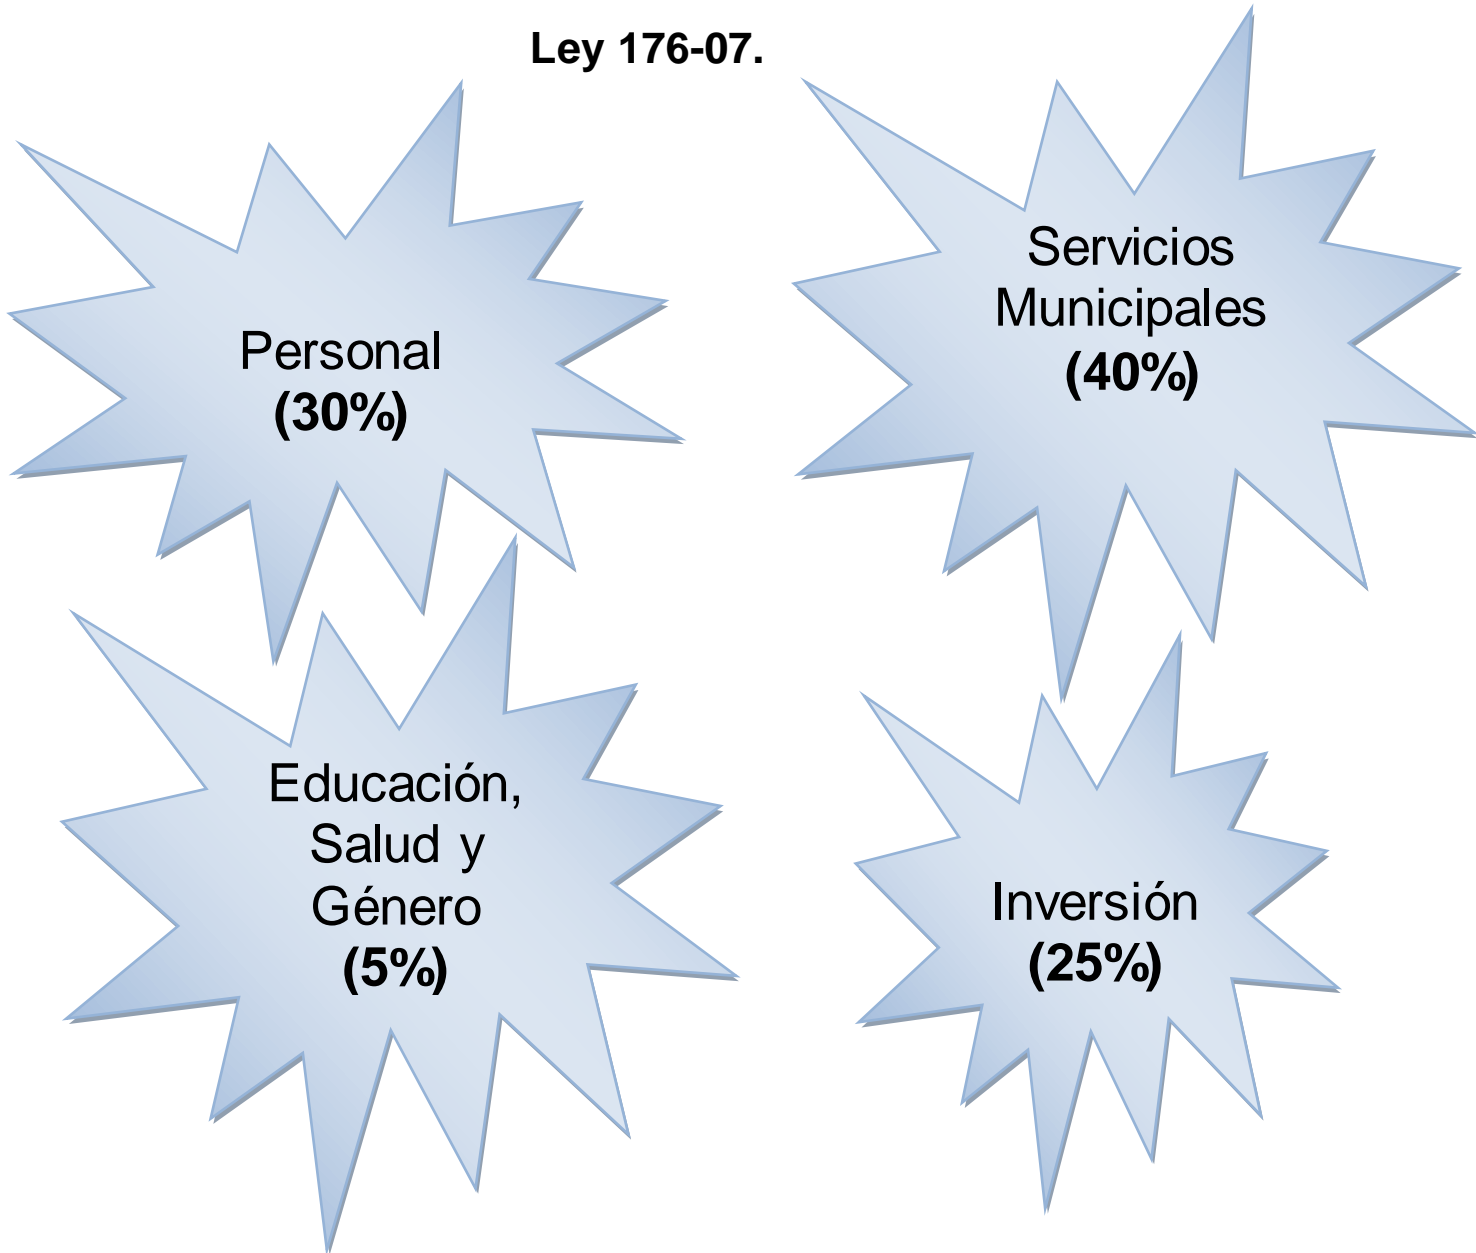 Ley 176-07.
Personal
(30%)
Servicios
Municipales
(40%)
Educación,
Salud y
Género
(5%)
Inversión
(25%)